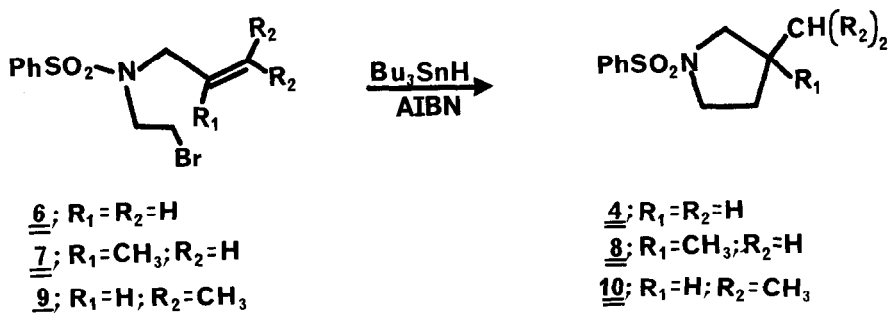 PhSO₂ N R₂ R₂ R₁ Br
Bu₃SnH
AIBN
PhSO₂ N CH(R₂)₂ R₁
6; R₁=R₂=H
7; R₁=CH₃; R₂=H
9; R₁=H; R₂=CH₃
4; R₁=R₂=H
8; R₁=CH₃; R₂=H
10; R₁=H; R₂=CH₃